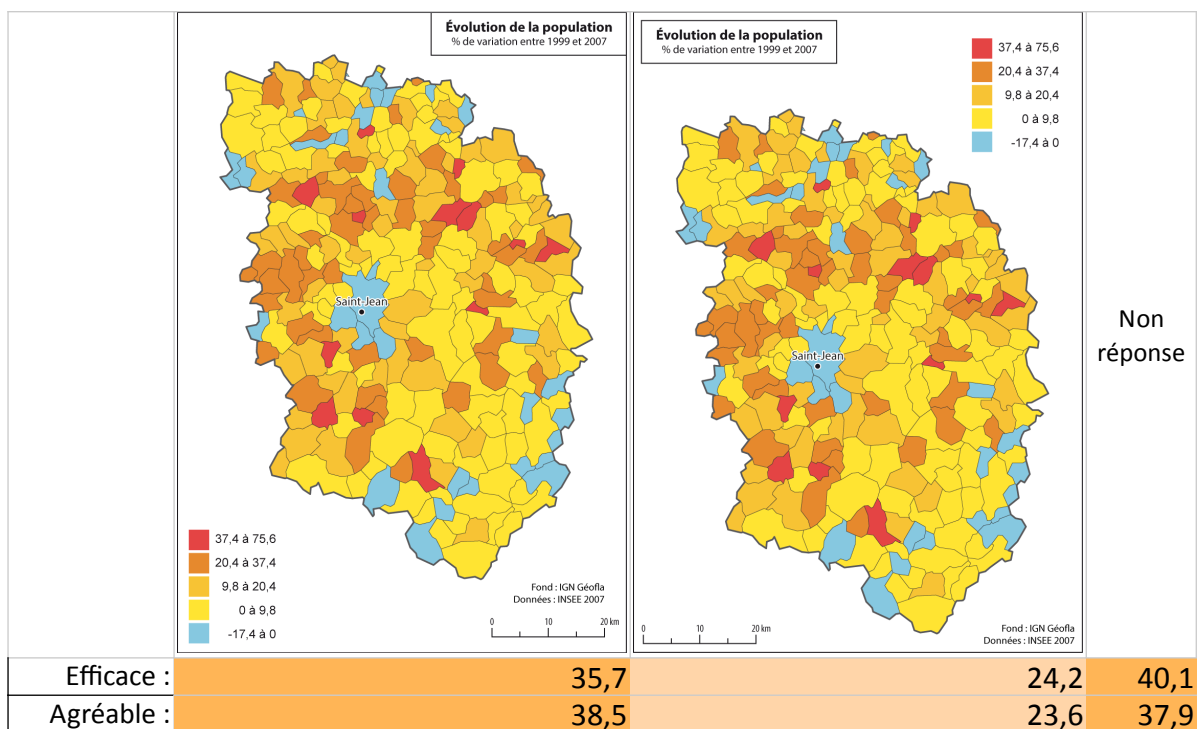 Évolution de la population
% de variation entre 1999 et 2007
Saint-Jean
37,4 à 75,6
20,4 à 37,4
9,8 à 20,4
0 à 9,8
-17,4 à 0
Fond : IGN Géofla
Données : INSEE 2007
0 10 20 km
Évolution de la population
% de variation entre 1999 et 2007
37,4 à 75,6
20,4 à 37,4
9,8 à 20,4
0 à 9,8
-17,4 à 0
Saint-Jean
0 10 20 km
Fond : IGN Géofla
Données : INSEE 2007
Non
réponse
Efficace : 35,7 24,2 40,1
Agréable : 38,5 23,6 37,9